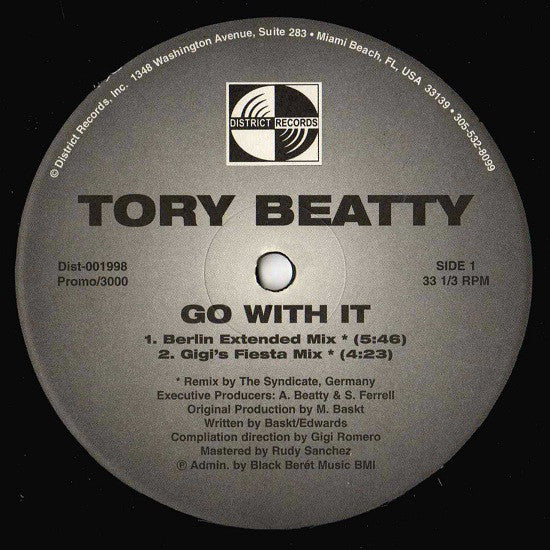 © District Records, Inc. 1348 Washington Avenue, Suite 283 • Miami Beach, FL, USA 33139 • 305-532-8099
DISTRICT RECORDS
TORY BEATTY
Dist-001998
Promo/3000
SIDE 1
33 1/3 RPM
GO WITH IT
1. Berlin Extended Mix * (5:46)
2. Gigi's Fiesta Mix * (4:23)
* Remix by The Syndicate, Germany
Executive Producers: A. Beatty & S. Ferrell
Original Production by M. Baskt
Written by Baskt/Edwards
Compilation direction by Gigi Romero
Mastered by Rudy Sanchez
℗ Admin. by Black Berét Music BMI